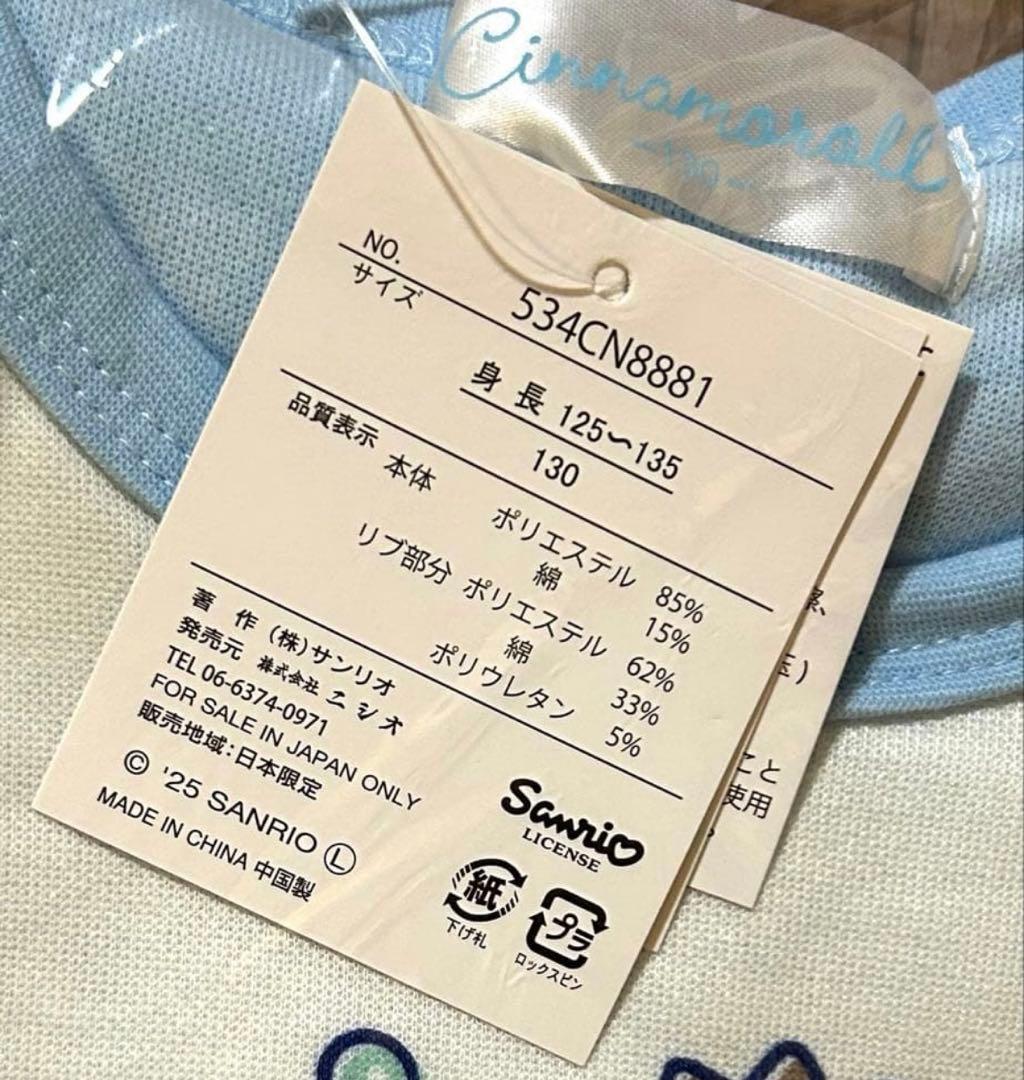 Cinnamoroll
130
NO. 534CN8881
サイズ
身長 125〜135
130
品質表示
本体 ポリエステル 85%
綿 15%
リブ部分 ポリエステル 62%
綿 33%
ポリウレタン 5%
著作 (株)サンリオ
発売元 株式会社ニシオ
TEL 06-6374-0971
FOR SALE IN JAPAN ONLY
販売地域:日本限定
© '25 SANRIO Ⓛ
MADE IN CHINA 中国製
Sanrio
LICENSE
紙
下げ札
プラ
ロックスピン
こと
使用